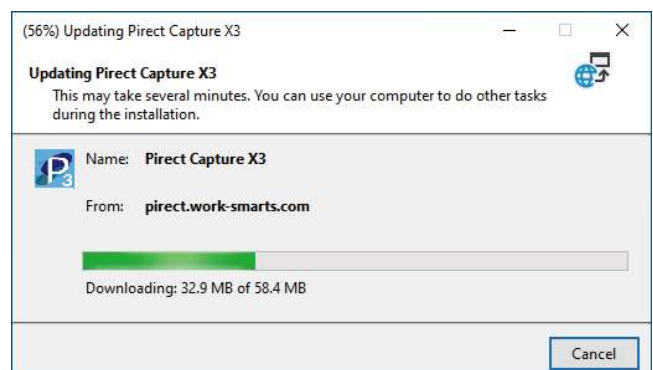 (56%) Updating Pirect Capture X3
Updating Pirect Capture X3
This may take several minutes. You can use your computer to do other tasks
during the installation.
P3
Name: Pirect Capture X3
From: pirect.work-smarts.com
Downloading: 32.9 MB of 58.4 MB
Cancel